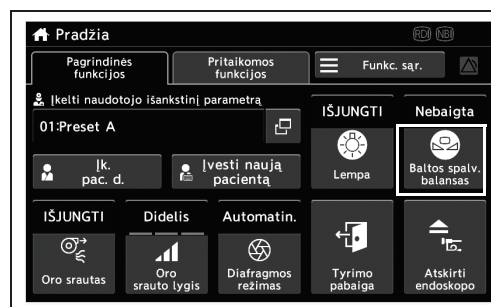 Pradžia
RDI NBI
Pagrindinės
funkcijos
Pritaikomos
funkcijos
Funkc. sąr.
Įkelti naudotojo išankstinį parametrą
01:Preset A
Įk.
pac. d.
Įvesti naują
pacientą
IŠJUNGTI
Lempa
Nebaigta
Baltos spalv.
balansas
IŠJUNGTI
Oro srautas
Didelis
Oro
srauto lygis
Automatin.
Diafragmos
režimas
Tyrimo
pabaiga
Atskirti
endoskopo